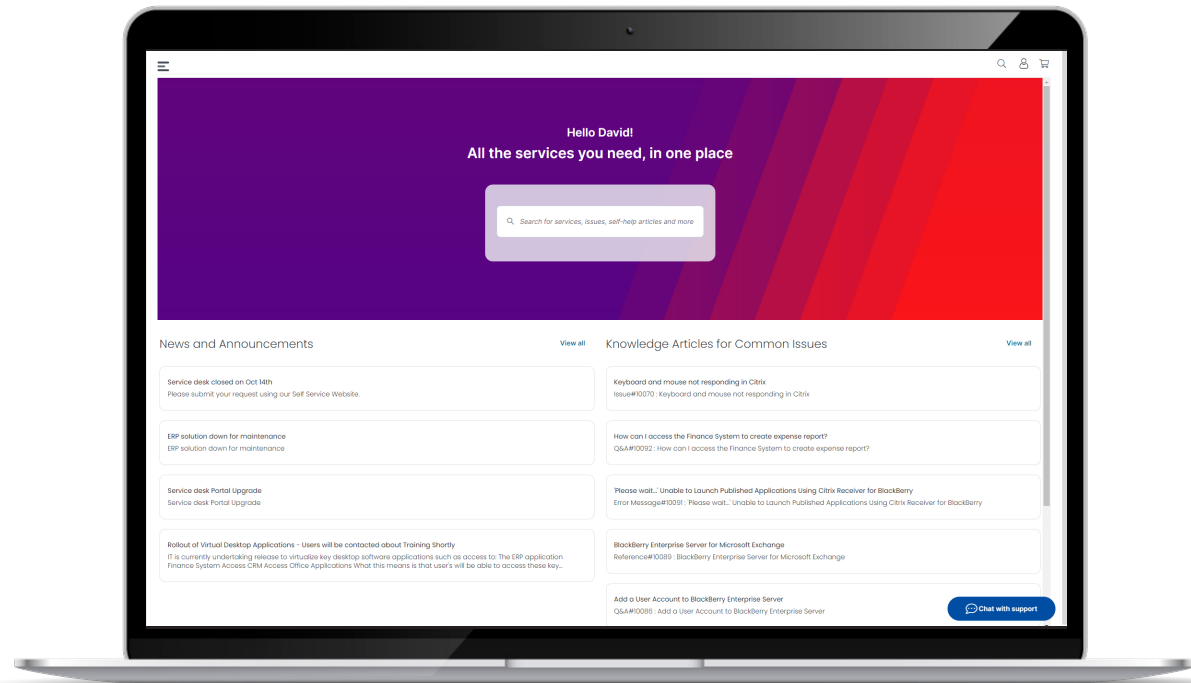 Hello David!
All the services you need, in one place
Search for services, issues, self-help articles and more
News and Announcements
View all
Service desk closed on Oct 14th
Please submit your request using our Self Service Website.
ERP solution down for maintenance
ERP solution down for maintenance
Service desk Portal Upgrade
Service desk Portal Upgrade
Rollout of Virtual Desktop Applications - Users will be contacted about Training Shortly
IT is currently undertaking release to virtualize key desktop software applications such as access to: The ERP application
Finance System Access CRM Access Office Applications What this means is that user's will be able to access these key...
Knowledge Articles for Common Issues
View all
Keyboard and mouse not responding in Citrix
Issue#10070 : Keyboard and mouse not responding in Citrix
How can I access the Finance System to create expense report?
Q&A#10092 : How can I access the Finance System to create expense report?
'Please wait...' Unable to Launch Published Applications Using Citrix Receiver for BlackBerry
Error Message#10091 : 'Please wait...' Unable to Launch Published Applications Using Citrix Receiver for BlackBerry
BlackBerry Enterprise Server for Microsoft Exchange
Reference#10089 : BlackBerry Enterprise Server for Microsoft Exchange
Add a User Account to BlackBerry Enterprise Server
Q&A#10086 : Add a User Account to BlackBerry Enterprise Server
Chat with support